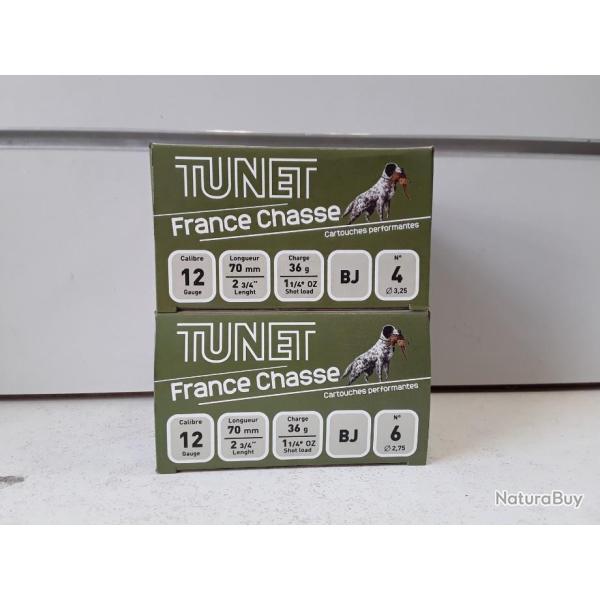 TUNET
France Chasse
Cartouches performantes
Calibre
12
Gauge
Longueur
70 mm
2 3/4"
Lenght
Charge
36 g
1 1/4° OZ
Shot load
BJ
N°
4
Ø 3,25
TUNET
France Chasse
Cartouches performantes
Calibre
12
Gauge
Longueur
70 mm
2 3/4"
Lenght
Charge
36 g
1 1/4° OZ
Shot load
BJ
N°
6
Ø 2,75
NaturaBuy